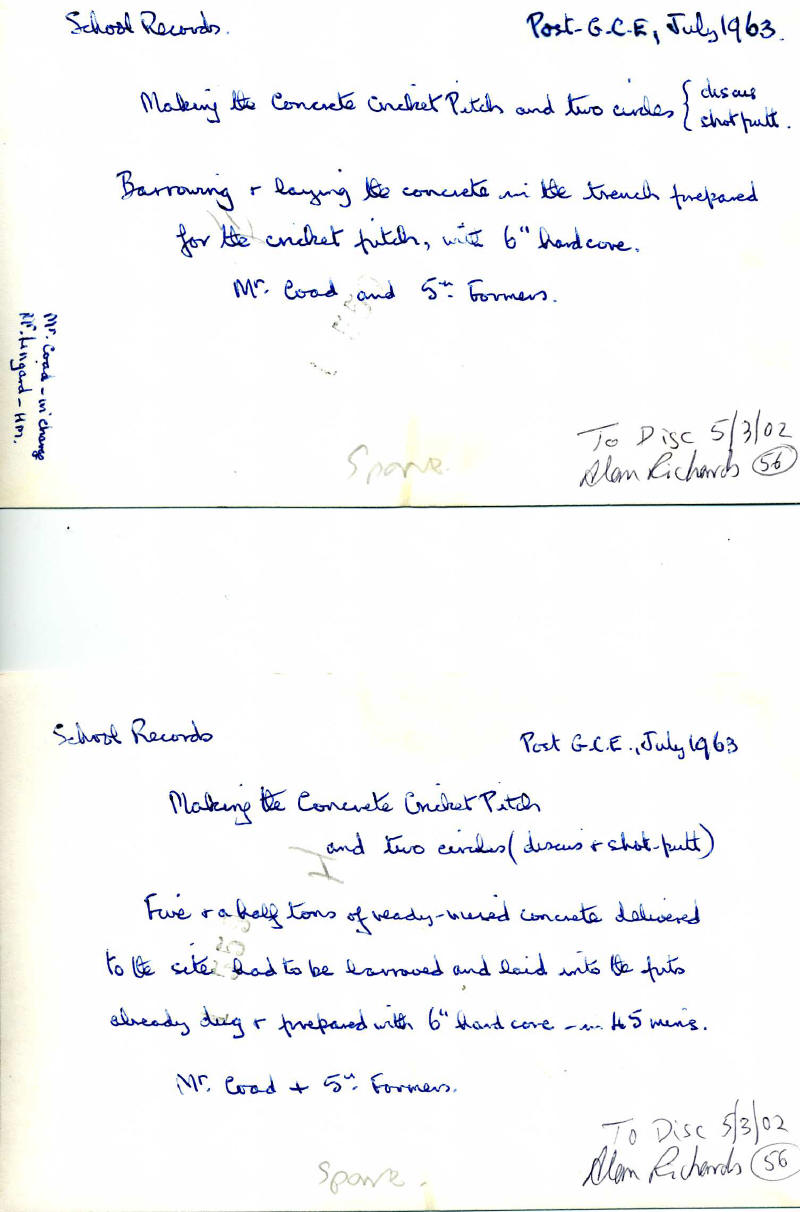 School Records.
Post-G.C.E, July 1963.
Making the Concrete Cricket Pitch and two circles { discus
shot putt.
Barrowing + laying the concrete in the trench prepared
for the cricket pitch, with 6" hardcore.
Mr. Coad and 5th Formers.
Mr. Coad - in charge
Mr. Lingard - HM.
Spare.
To Disc 5/3/02
Alan Richards 56
School Records
Post G.C.E., July 1963
Making the Concrete Cricket Pitch
and two circles (discus + shot-putt)
Five + a half tons of ready-mixed concrete delivered
to the site had to be barrowed and laid into the pits
already dug + prepared with 6" hard core - in 45 mins.
Mr. Coad + 5th Formers.
Spare.
To Disc 5/3/02
Alan Richards 56